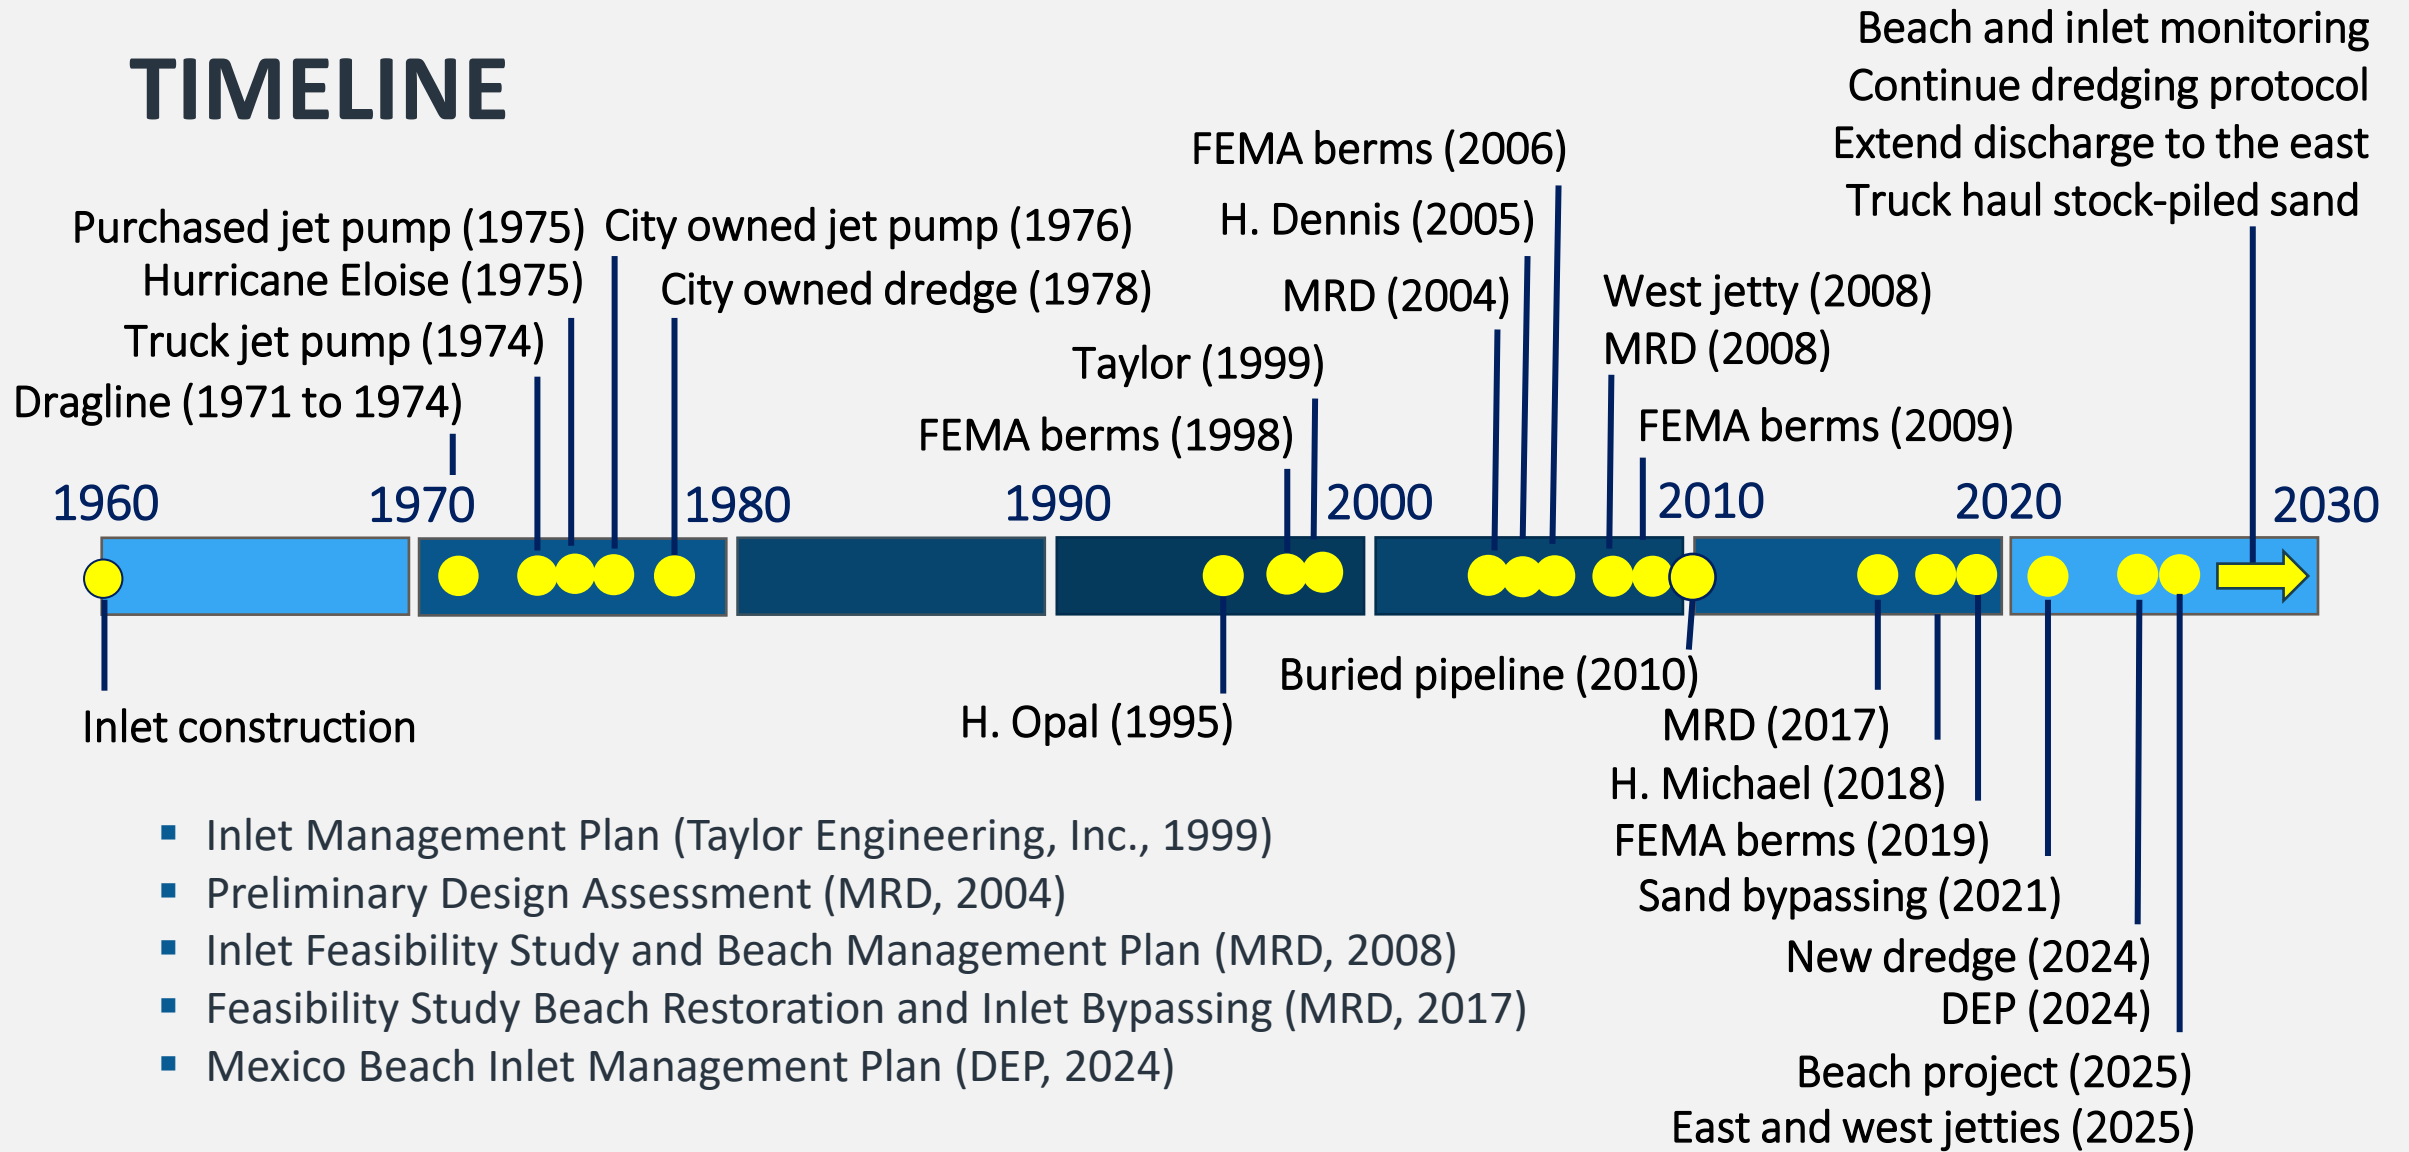 TIMELINE
Beach and inlet monitoring
Continue dredging protocol
Extend discharge to the east
Truck haul stock-piled sand
FEMA berms (2006)
H. Dennis (2005)
MRD (2004)
Purchased jet pump (1975)
City owned jet pump (1976)
Hurricane Eloise (1975)
City owned dredge (1978)
Truck jet pump (1974)
Dragline (1971 to 1974)
Taylor (1999)
FEMA berms (1998)
West jetty (2008)
MRD (2008)
FEMA berms (2009)
1960
1970
1980
1990
2000
2010
2020
2030
Inlet construction
H. Opal (1995)
Buried pipeline (2010)
MRD (2017)
H. Michael (2018)
FEMA berms (2019)
Sand bypassing (2021)
New dredge (2024)
DEP (2024)
Beach project (2025)
East and west jetties (2025)
▪ Inlet Management Plan (Taylor Engineering, Inc., 1999)
▪ Preliminary Design Assessment (MRD, 2004)
▪ Inlet Feasibility Study and Beach Management Plan (MRD, 2008)
▪ Feasibility Study Beach Restoration and Inlet Bypassing (MRD, 2017)
▪ Mexico Beach Inlet Management Plan (DEP, 2024)